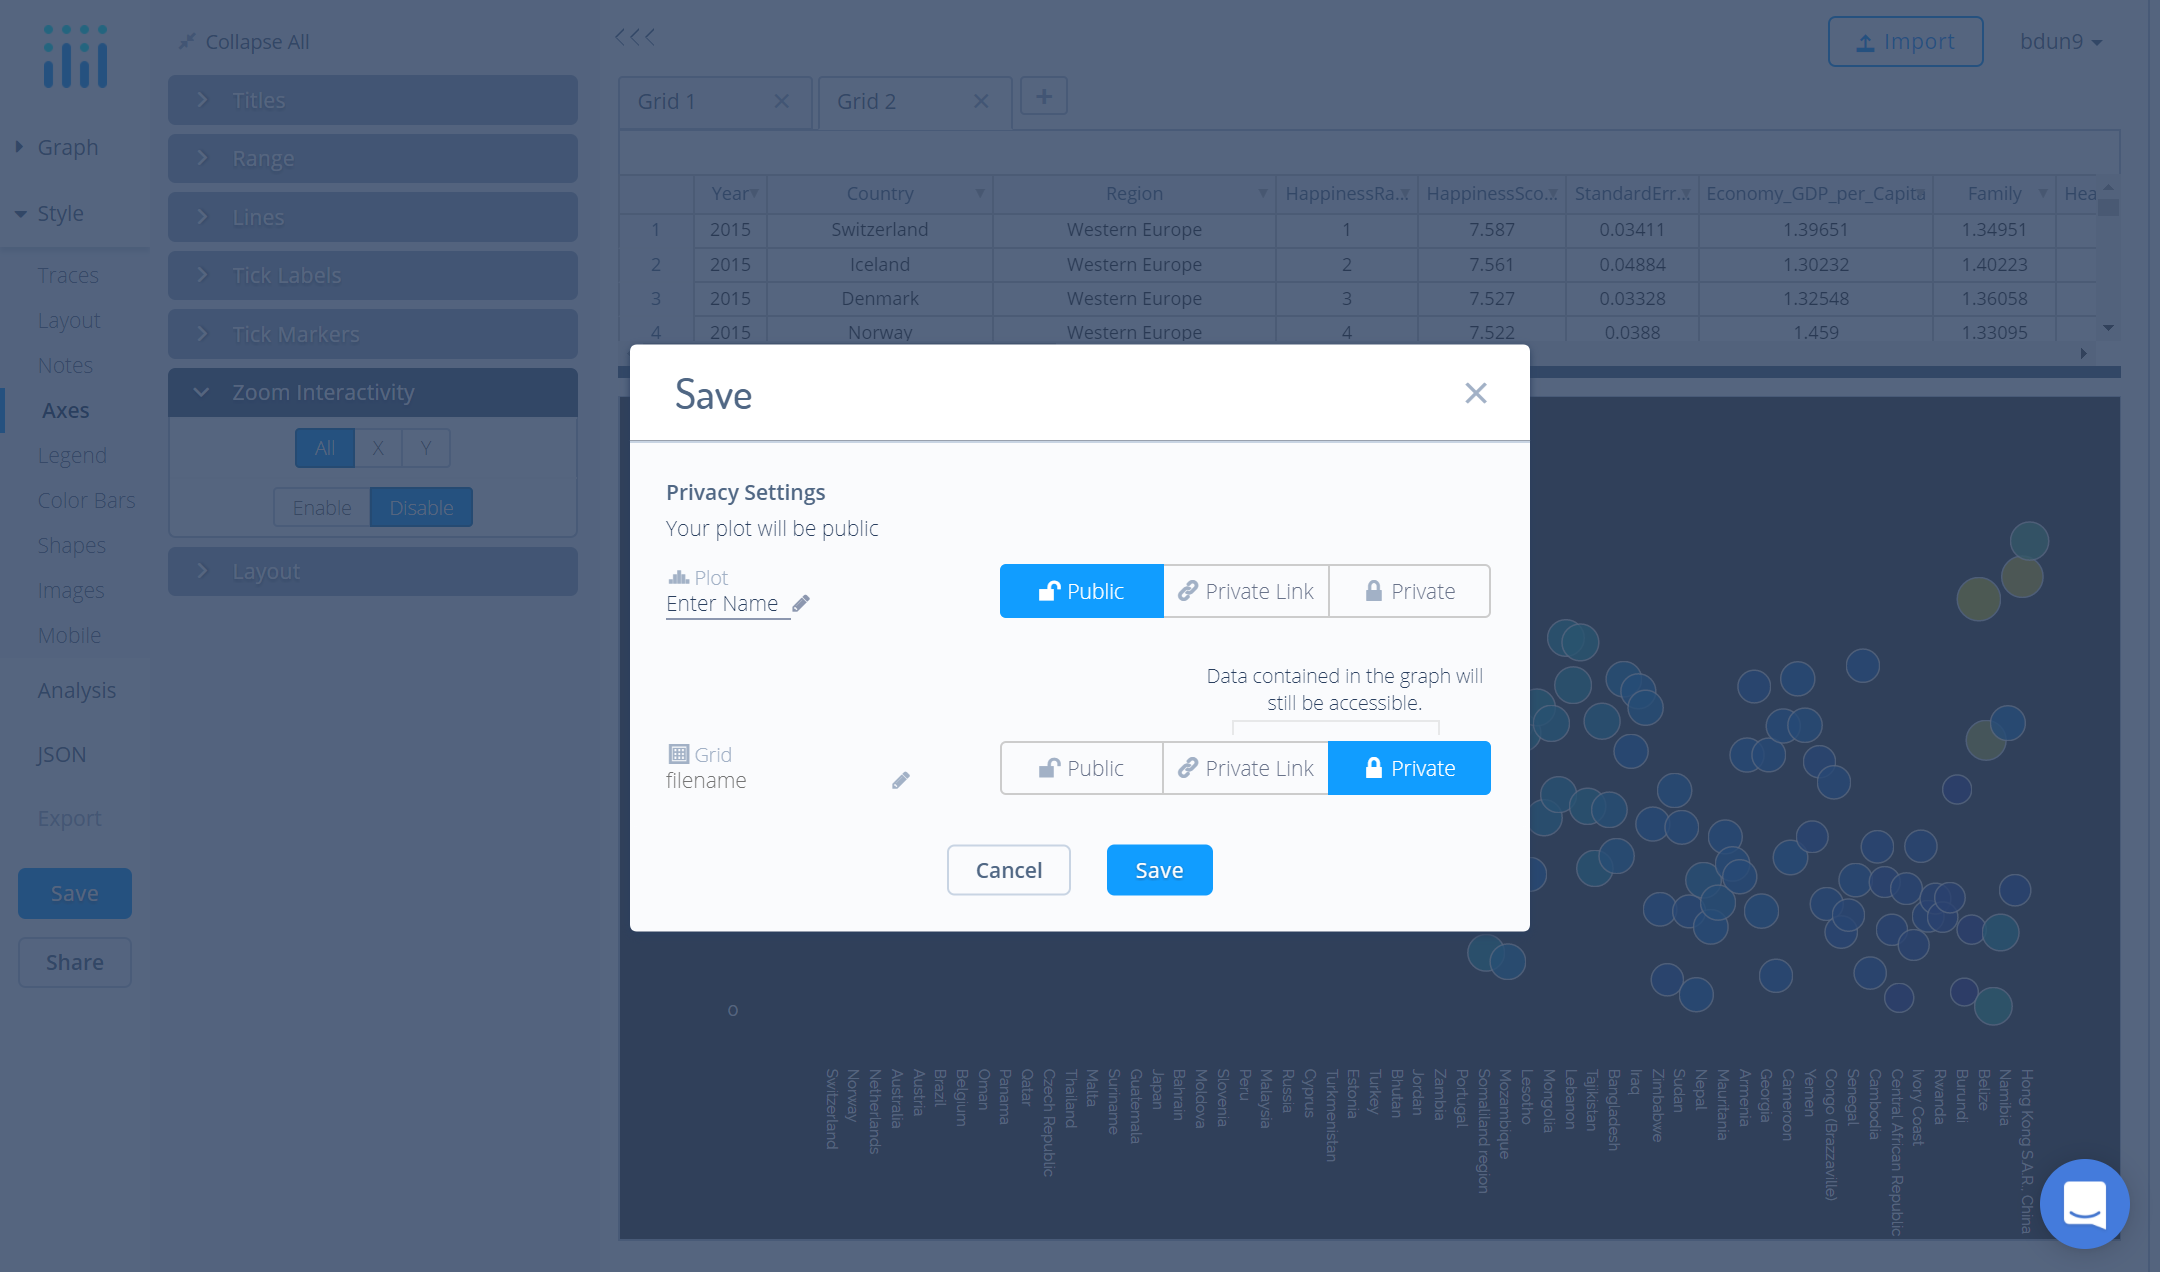 Collapse All
Titles
Range
Lines
Tick Labels
Tick Markers
Zoom Interactivity
All X Y
Enable Disable
Layout
Graph
Style
Traces
Layout
Notes
Axes
Legend
Color Bars
Shapes
Images
Mobile
Analysis
JSON
Export
Save
Share
Import
bdun9
Grid 1
Grid 2
Year Country Region HappinessRa... HappinessSco... StandardErr... Economy_GDP_per_Capita Family Hea
1 2015 Switzerland Western Europe 1 7.587 0.03411 1.39651 1.34951
2 2015 Iceland Western Europe 2 7.561 0.04884 1.30232 1.40223
3 2015 Denmark Western Europe 3 7.527 0.03328 1.32548 1.36058
4 2015 Norway Western Europe 4 7.522 0.0388 1.459 1.33095
Save
Privacy Settings
Your plot will be public
Plot
Enter Name
Public Private Link Private
Data contained in the graph will
still be accessible.
Grid
filename
Public Private Link Private
Cancel Save
0
Switzerland
Norway
Netherlands
Australia
Austria
Brazil
Belgium
Oman
Panama
Qatar
Czech Republic
Thailand
Malta
Suriname
Guatemala
Japan
Bahrain
Moldova
Slovenia
Peru
Malaysia
Russia
Cyprus
Turkmenistan
Estonia
Turkey
Bhutan
Jordan
Zambia
Portugal
Somaliland region
Mozambique
Lesotho
Mongolia
Lebanon
Tajikistan
Bangladesh
Iraq
Zimbabwe
Sudan
Nepal
Mauritania
Armenia
Georgia
Cameroon
Yemen
Congo (Brazzaville)
Senegal
Cambodia
Central African Republic
Ivory Coast
Rwanda
Burundi
Belize
Namibia
Hong Kong S.A.R., China